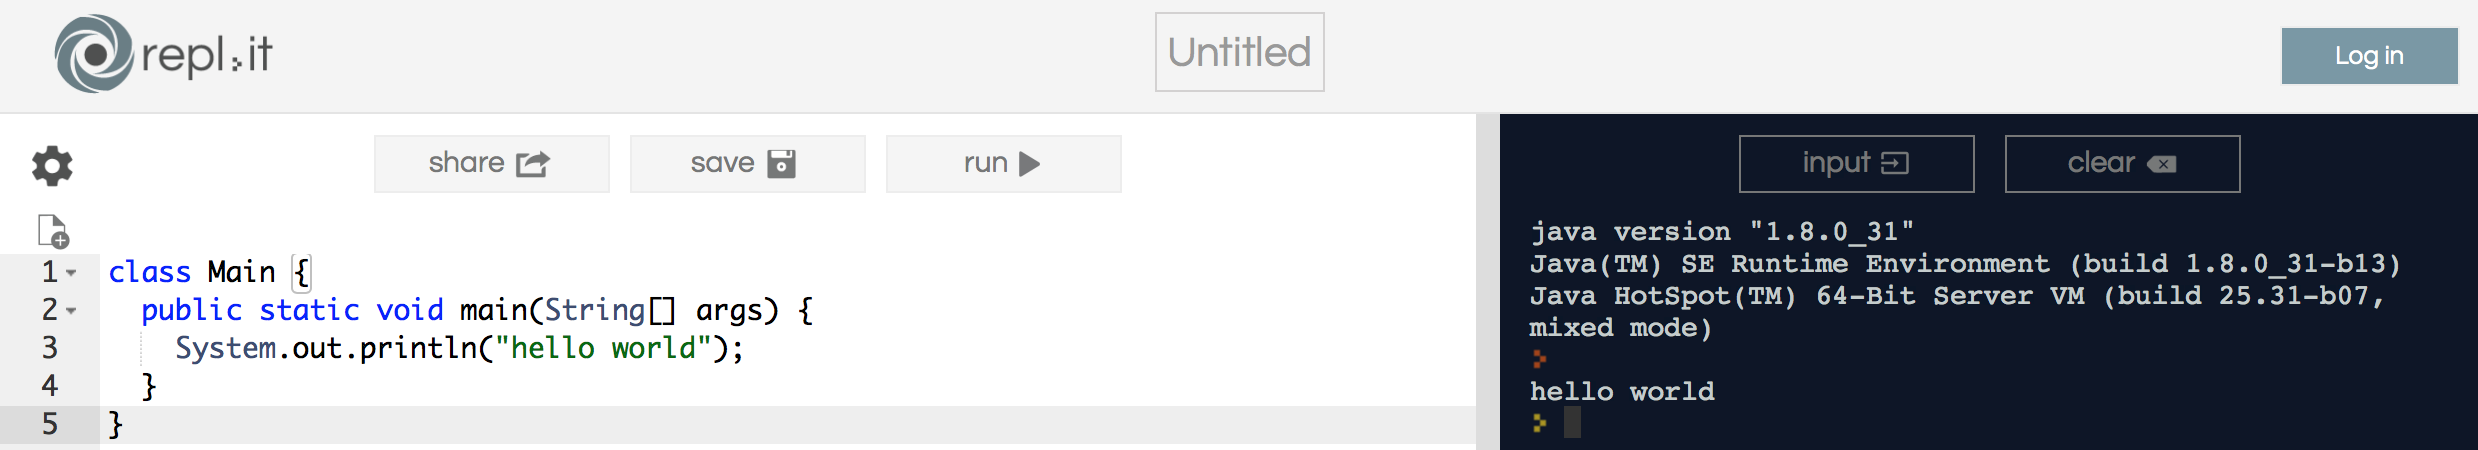 repl.it
Untitled
Log in
share
save
run
input
clear
1 class Main {
2   public static void main(String[] args) {
3     System.out.println("hello world");
4   }
5 }
java version "1.8.0_31"
Java(TM) SE Runtime Environment (build 1.8.0_31-b13)
Java HotSpot(TM) 64-Bit Server VM (build 25.31-b07,
mixed mode)
>
hello world
>